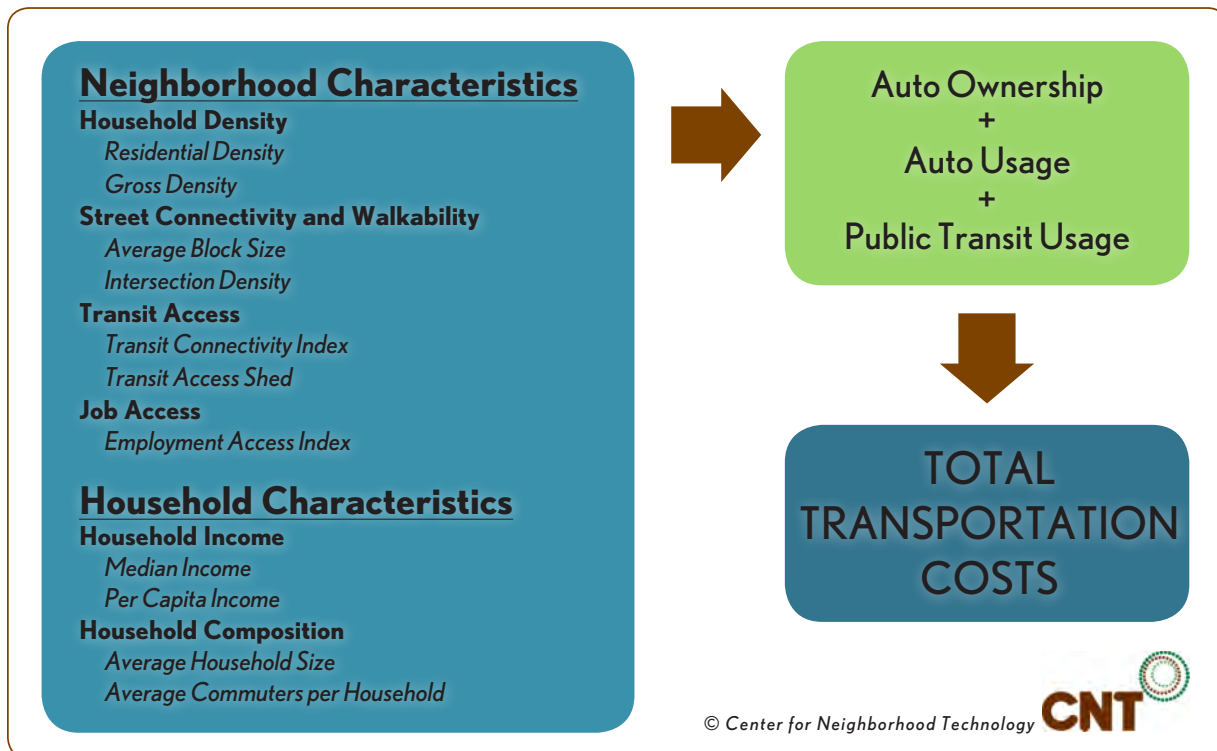 Neighborhood Characteristics
Household Density
Residential Density
Gross Density
Street Connectivity and Walkability
Average Block Size
Intersection Density
Transit Access
Transit Connectivity Index
Transit Access Shed
Job Access
Employment Access Index
Household Characteristics
Household Income
Median Income
Per Capita Income
Household Composition
Average Household Size
Average Commuters per Household
Auto Ownership
+
Auto Usage
+
Public Transit Usage
TOTAL
TRANSPORTATION
COSTS
© Center for Neighborhood Technology
CNT